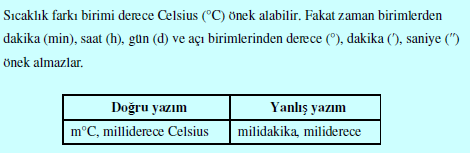 Sıcaklık farkı birimi derece Celsius (°C) önek alabilir. Fakat zaman birimlerden
dakika (min), saat (h), gün (d) ve açı birimlerinden derece (°), dakika (′), saniye (″)
önek almazlar.
Doğru yazım Yanlış yazım
m°C, milliderece Celsius milidakika, miliderece